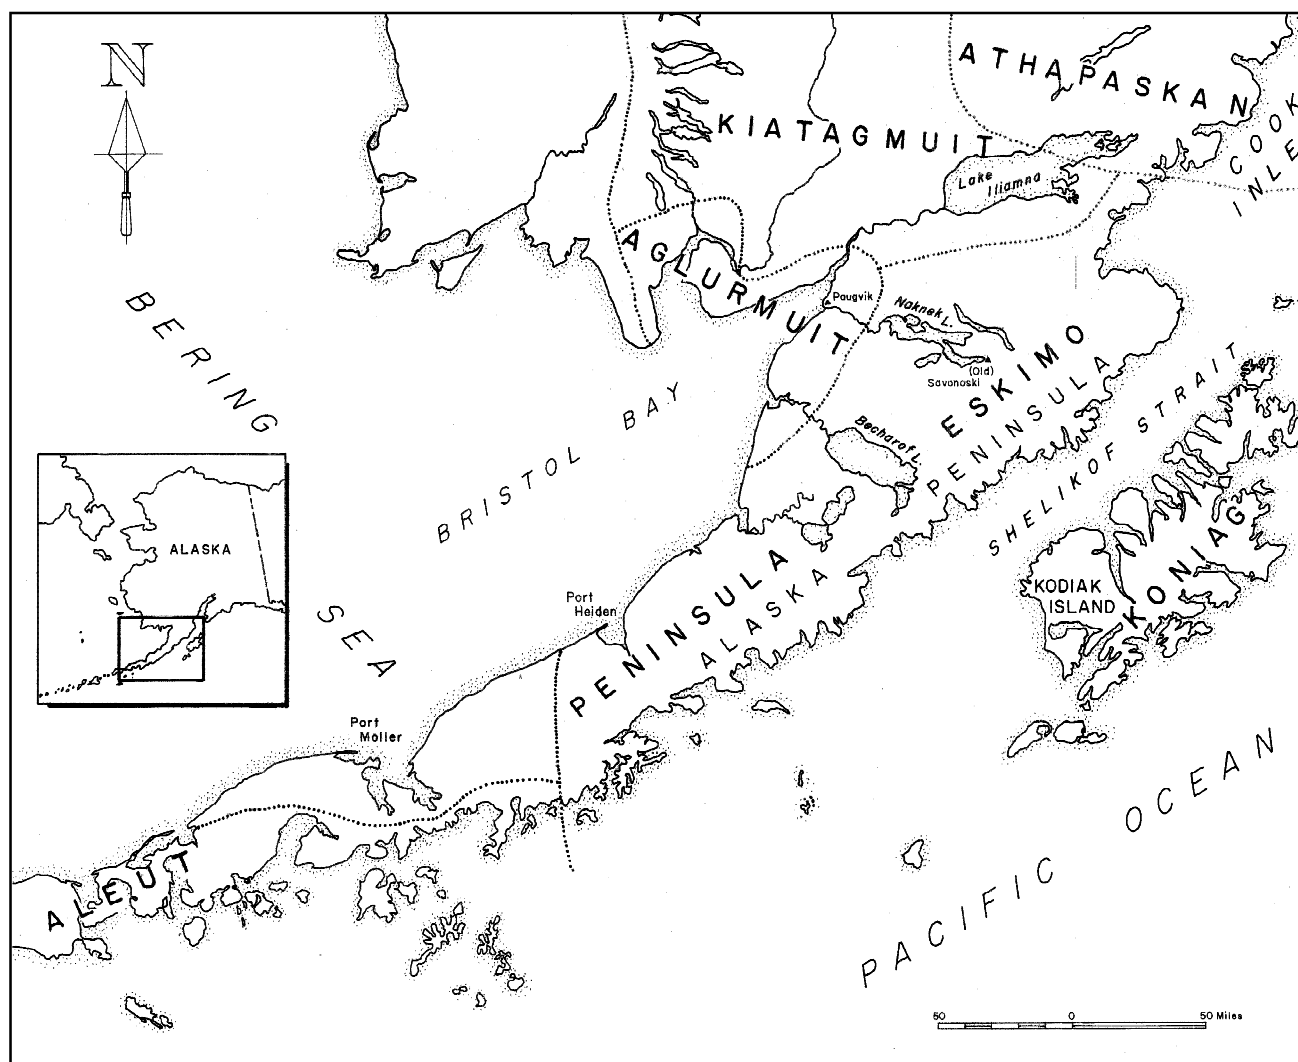 N
ATHAPASKAN
KIATAGMUIT
COOK
INLE
Lake
Iliamna
AGLURMUIT
BERING
SEA
Paugvik
Naknek L.
(Old)
Savonoski
ESKIMO
PENINSULA
Becharof L.
BRISTOL BAY
SHELIKOF STRAIT
ALASKA
KODIAK
ISLAND
KONIAG
Port
Heiden
PENINSULA
ALASKA
Port
Moller
ALEUT
PACIFIC OCEAN
50 0 50 Miles